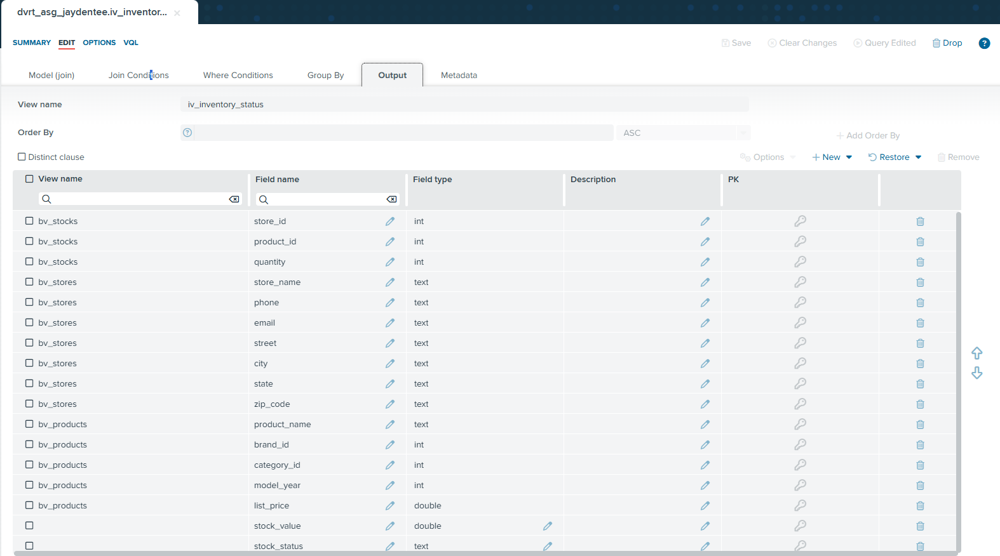 dvrt_asg_jaydentee.iv_inventor...
SUMMARY EDIT OPTIONS VQL
Save Clear Changes Query Edited Drop ?
Model (join) Join Conditions Where Conditions Group By Output Metadata
View name iv_inventory_status
Order By ? ASC + Add Order By
Distinct clause Options + New Restore Remove
View name Field name Field type Description PK
bv_stocks store_id int
bv_stocks product_id int
bv_stocks quantity int
bv_stores store_name text
bv_stores phone text
bv_stores email text
bv_stores street text
bv_stores city text
bv_stores state text
bv_stores zip_code text
bv_products product_name text
bv_products brand_id int
bv_products category_id int
bv_products model_year int
bv_products list_price double
stock_value double
stock_status text